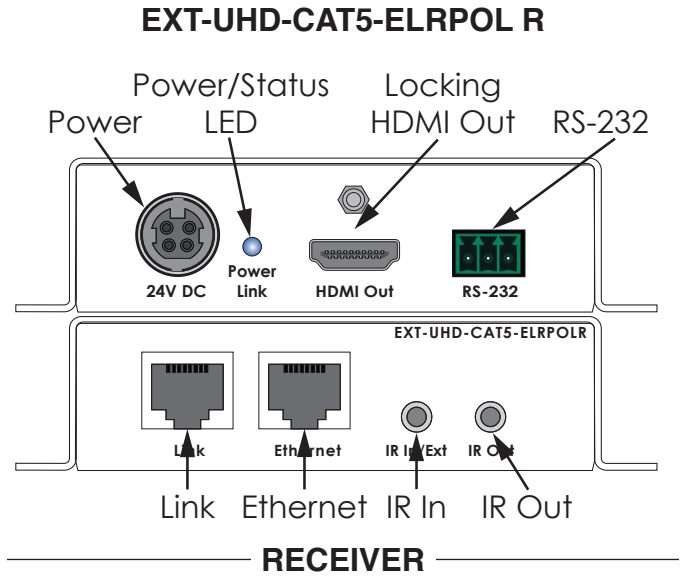 EXT-UHD-CAT5-ELRPOL R
Power/Status Locking
Power LED HDMI Out RS-232
Power
24V DC Link HDMI Out RS-232
EXT-UHD-CAT5-ELRPOLR
Link Ethernet IR In/Ext IR Out
Link Ethernet IR In IR Out
RECEIVER